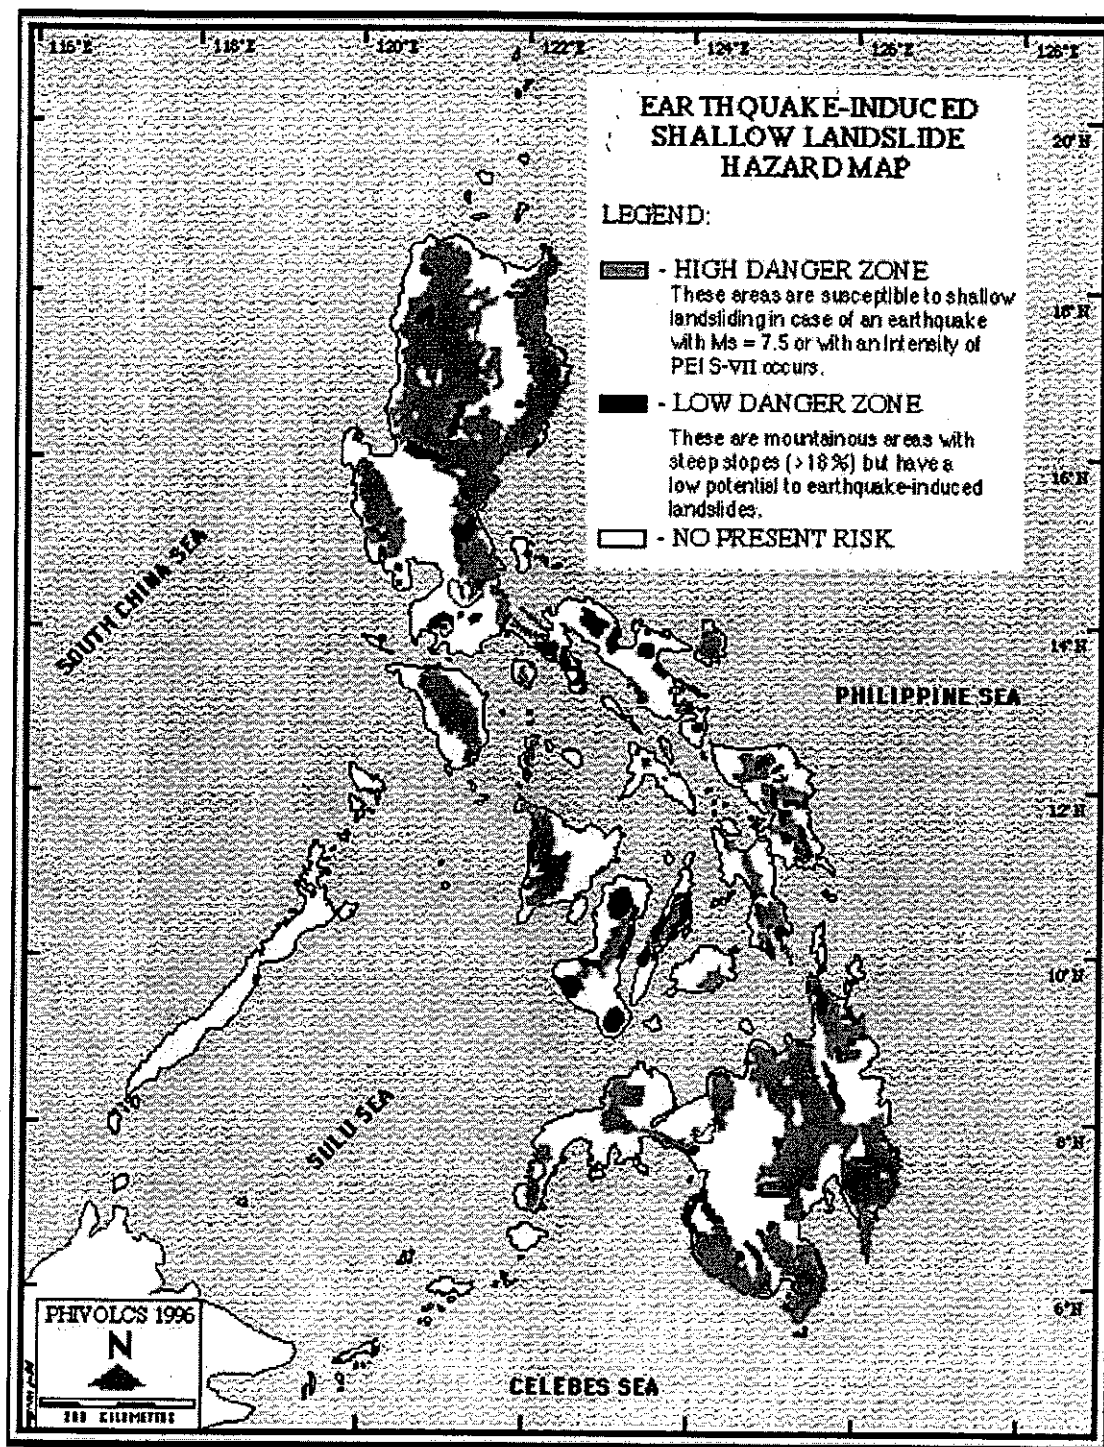 116°E 118°E 120°E 122°E 124°E 126°E 128°E
EARTHQUAKE-INDUCED
SHALLOW LANDSLIDE
HAZARD MAP
LEGEND:
- HIGH DANGER ZONE
These areas are susceptible to shallow
landsliding in case of an earthquake
with Ms = 7.5 or with an intensity of
PEIS-VII occurs.
- LOW DANGER ZONE
These are mountainous areas with
steep slopes (>18%) but have a
low potential to earthquake-induced
landslides.
- NO PRESENT RISK
20°N
18°N
16°N
14°N
12°N
10°N
8°N
6°N
SOUTH CHINA SEA
PHILIPPINE SEA
SULU SEA
CELEBES SEA
PHIVOLCS 1996
N
200 KILOMETERS